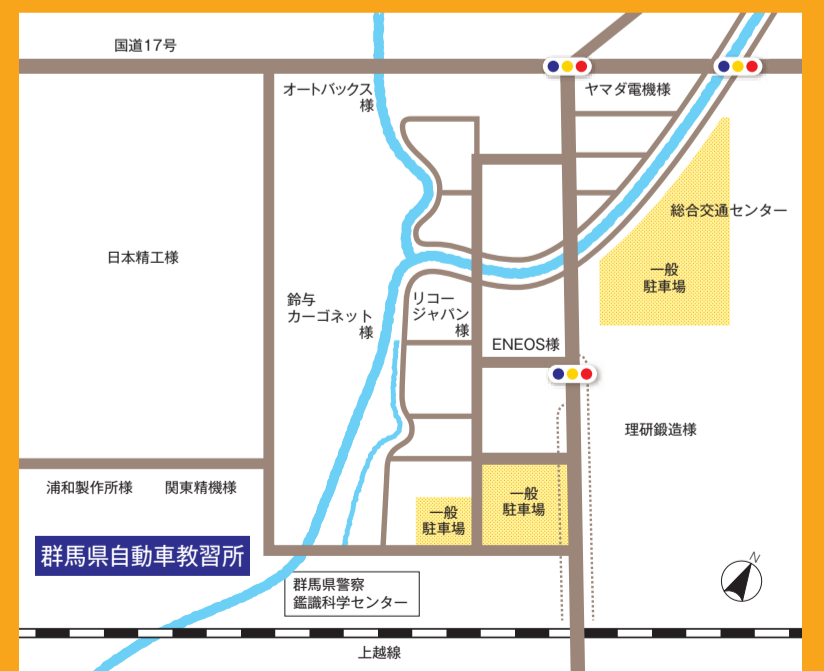 国道17号
オートバックス
様
ヤマダ電機様
総合交通センター
日本精工様
一般
駐車場
鈴与
カーゴネット
様
リコー
ジャパン
様
ENEOS様
理研鍛造様
浦和製作所様
関東精機様
一般
駐車場
一般
駐車場
群馬県自動車教習所
N
群馬県警察
鑑識科学センター
上越線